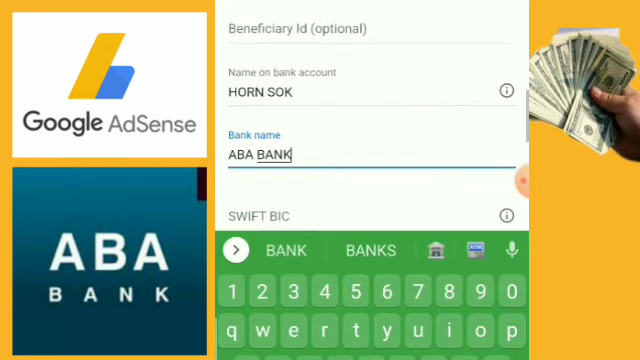 Google AdSense
ABA
BANK
Beneficiary Id (optional)
Name on bank account
HORN SOK
Bank name
ABA BANK
SWIFT BIC
BANK BANKS
1 2 3 4 5 6 7 8 9 0
q w e r t y u i o p